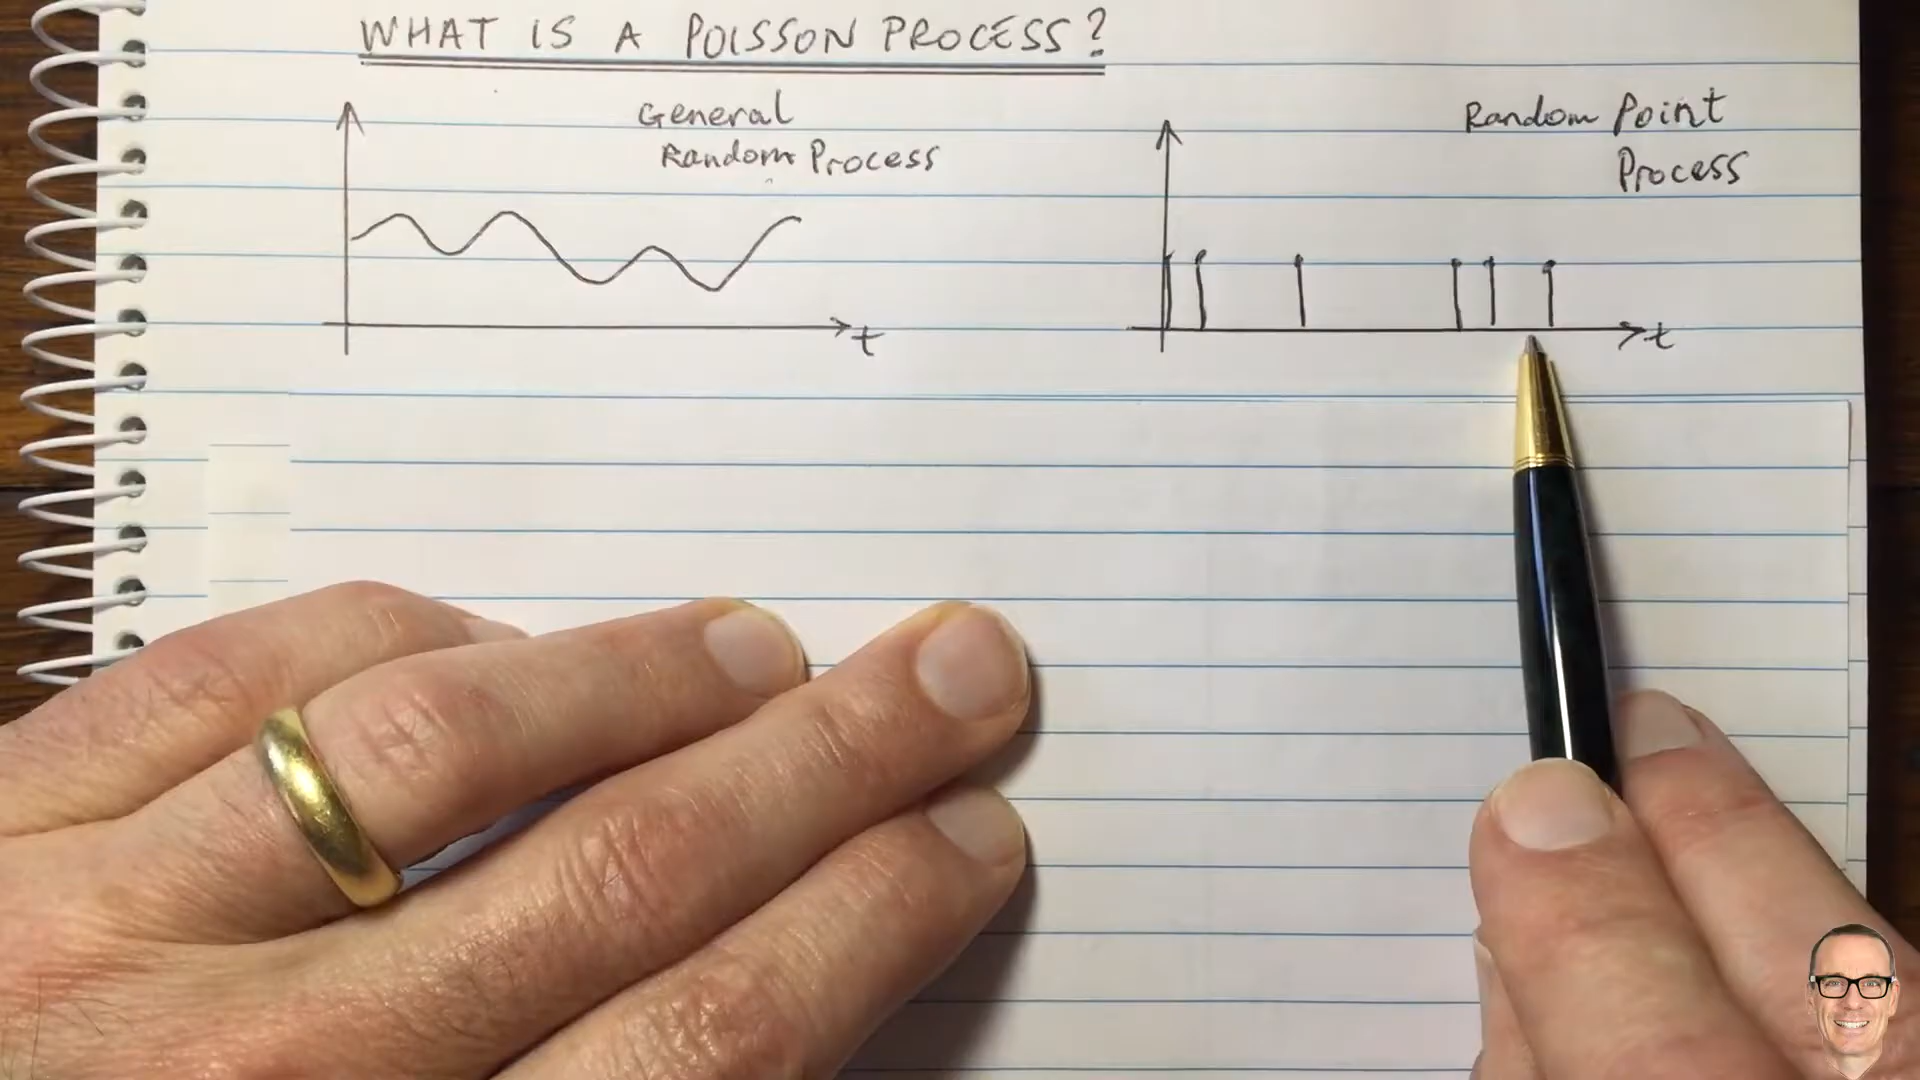 WHAT IS A POISSON PROCESS?
General
Random Process
t
Random Point
Process
t